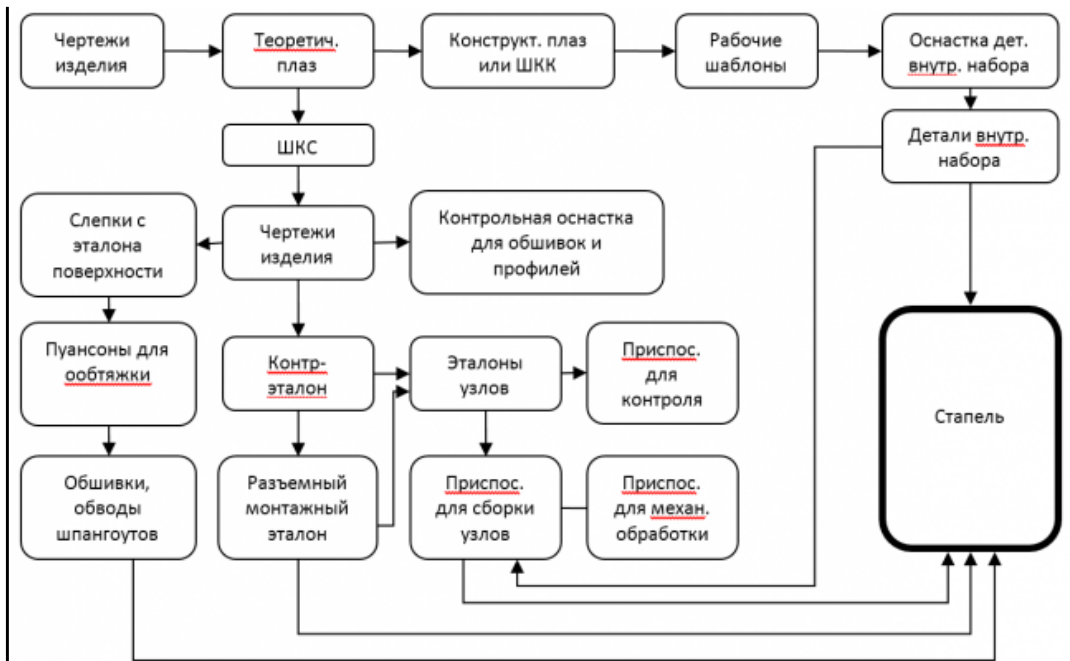 Чертежи
изделия
Теоретич.
плаз
Конструкт. плаз
или ШКК
Рабочие
шаблоны
Оснастка дет.
внутр. набора
ШКС
Детали внутр.
набора
Слепки с
эталона
поверхности
Чертежи
изделия
Контрольная оснастка
для обшивок и
профилей
Пуансоны для
ообтяжки
Контр-
эталон
Эталоны
узлов
Приспос.
для
контроля
Стапель
Обшивки,
обводы
шпангоутов
Разъемный
монтажный
эталон
Приспос.
для сборки
узлов
Приспос.
для механ.
обработки